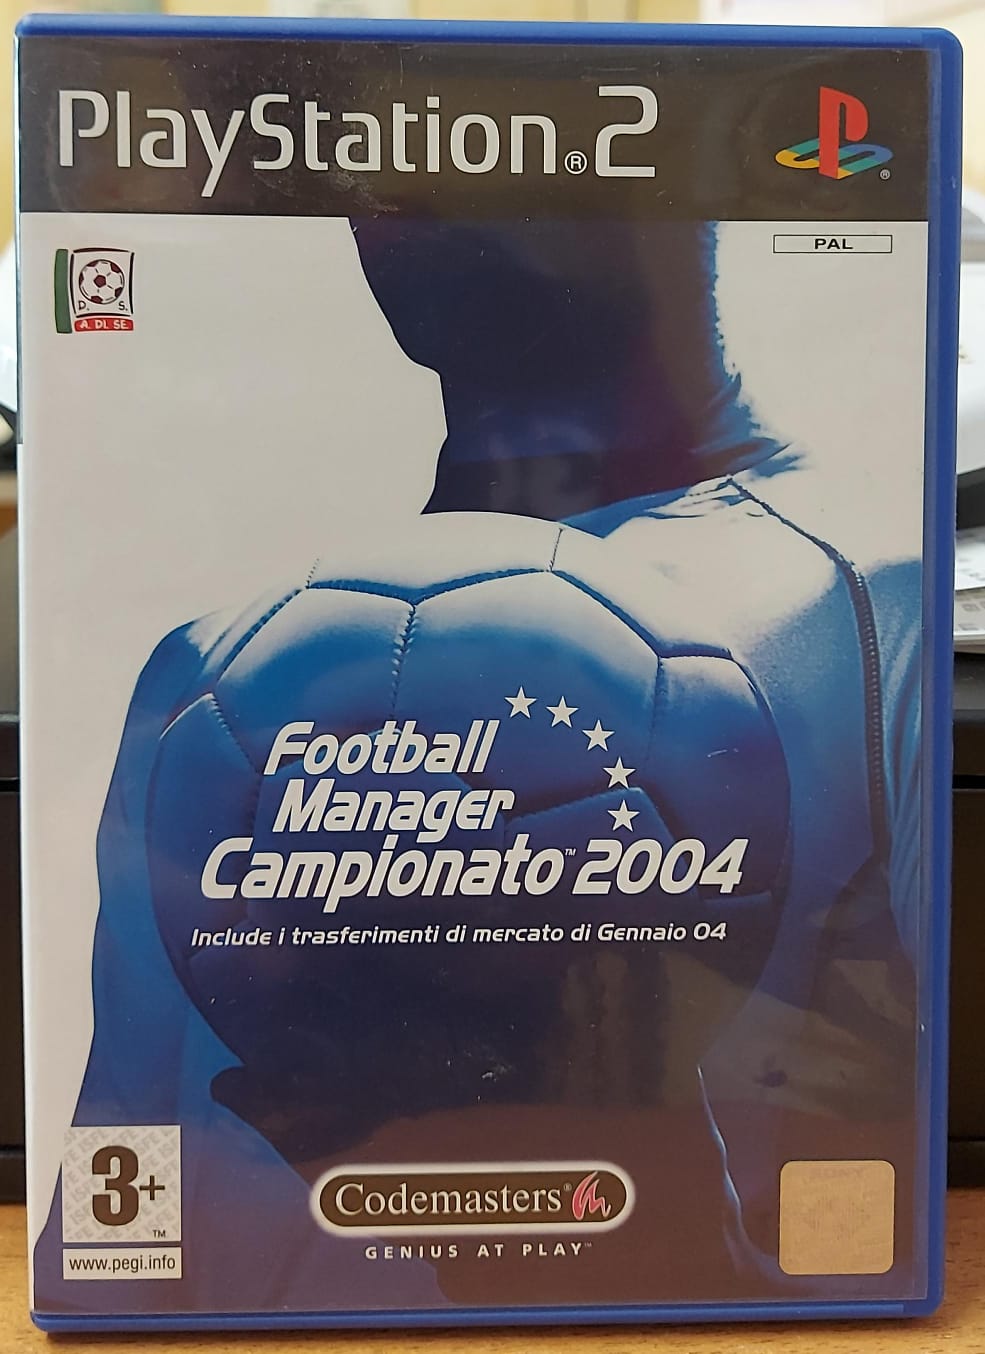 PlayStation®2
®
PAL
D. S.
A. DI. SE.
Football
Manager
Campionato™ 2004
Include i trasferimenti di mercato di Gennaio 04
3+
™
www.pegi.info
Codemasters®
GENIUS AT PLAY™